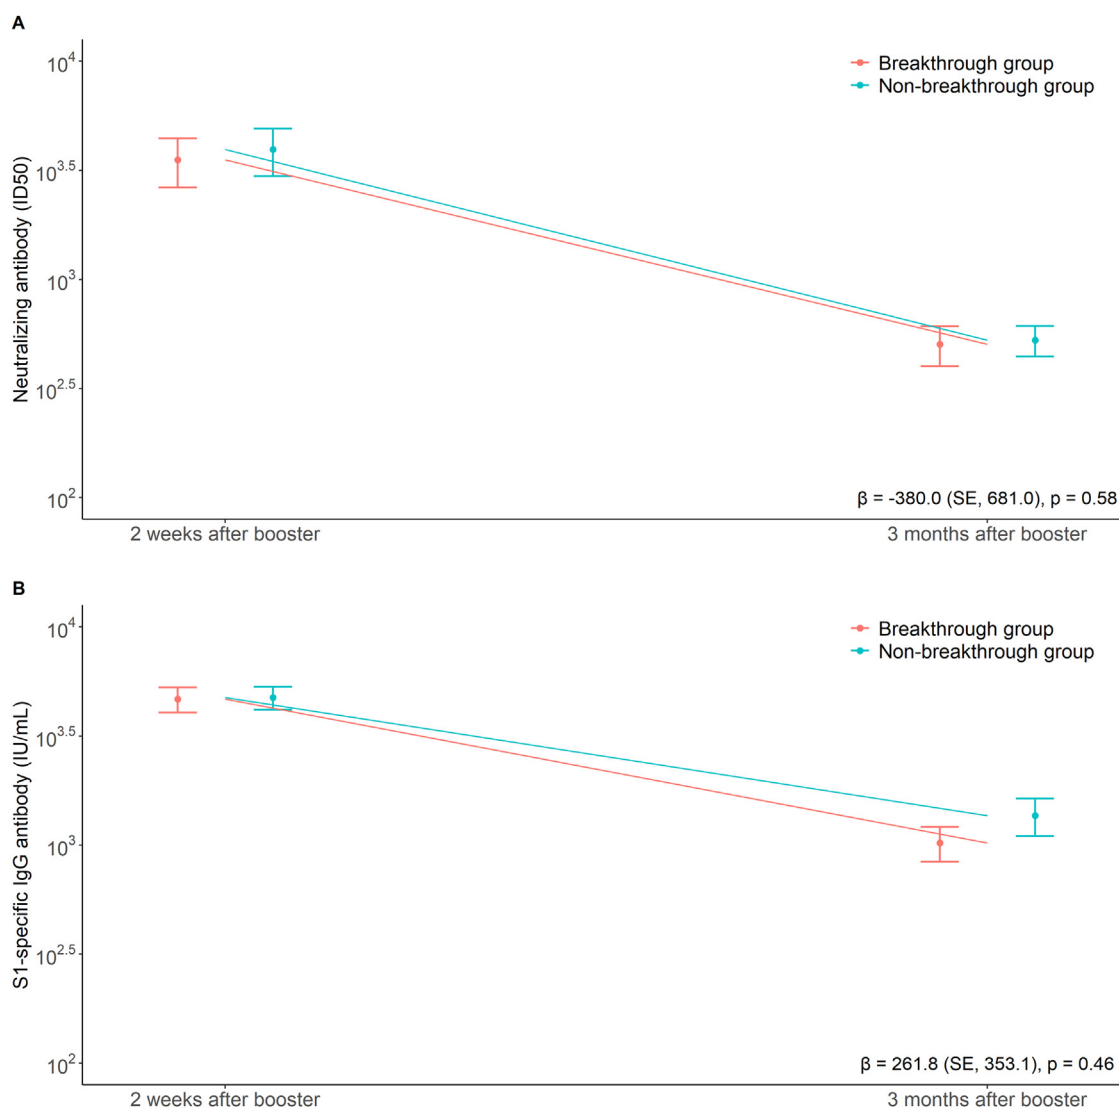 A
Neutralizing antibody (ID50)
10^4
10^3.5
10^3
10^2.5
10^2
Breakthrough group
Non-breakthrough group
β = -380.0 (SE, 681.0), p = 0.58
2 weeks after booster
3 months after booster
B
S1-specific IgG antibody (IU/mL)
10^4
10^3.5
10^3
10^2.5
10^2
Breakthrough group
Non-breakthrough group
β = 261.8 (SE, 353.1), p = 0.46
2 weeks after booster
3 months after booster